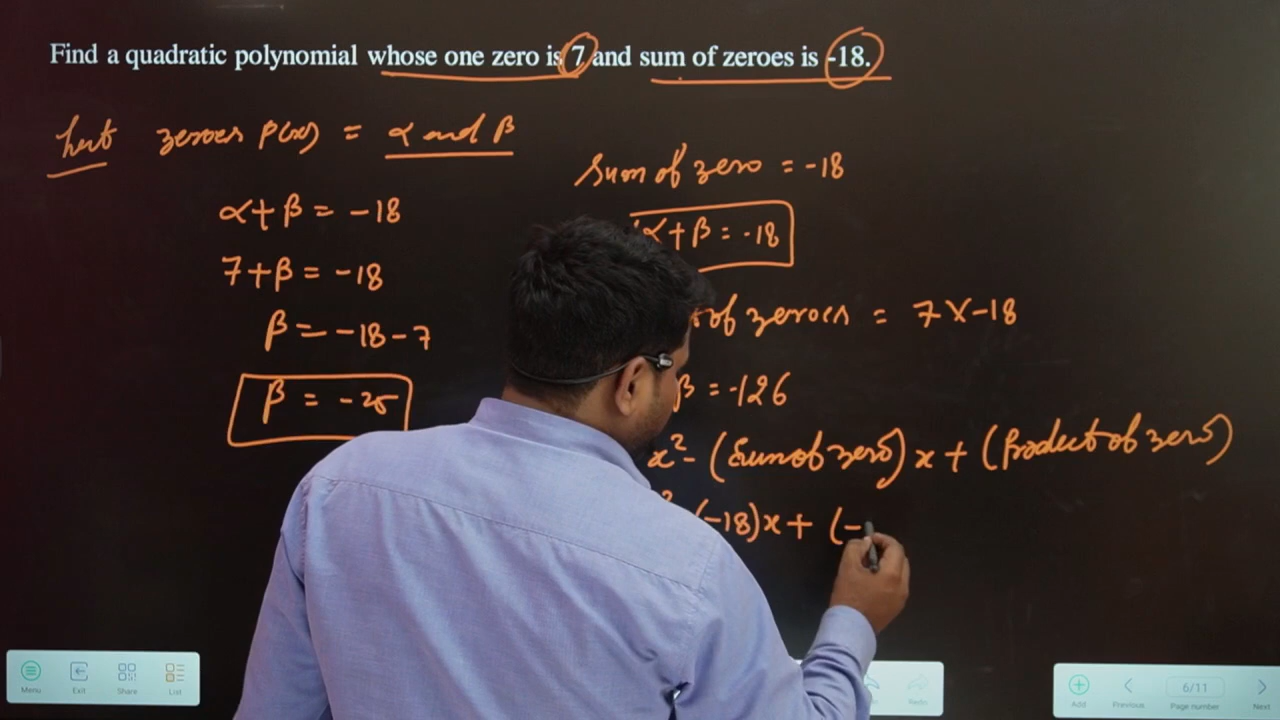 Find a quadratic polynomial whose one zero is 7 and sum of zeroes is -18.
zeroes P(x) = α and β
α+β = -18
7+β = -18
β = -18-7
β = -25
Sum of zero = -18
α+β = -18
of zeroes = 7X-18
β = -126
x² - (Sum of zero) x + (Product of zero)
(-18)x + (-
Menu
Exit
Share
List
Redo
Add
Previous
6/11
Page number
Next